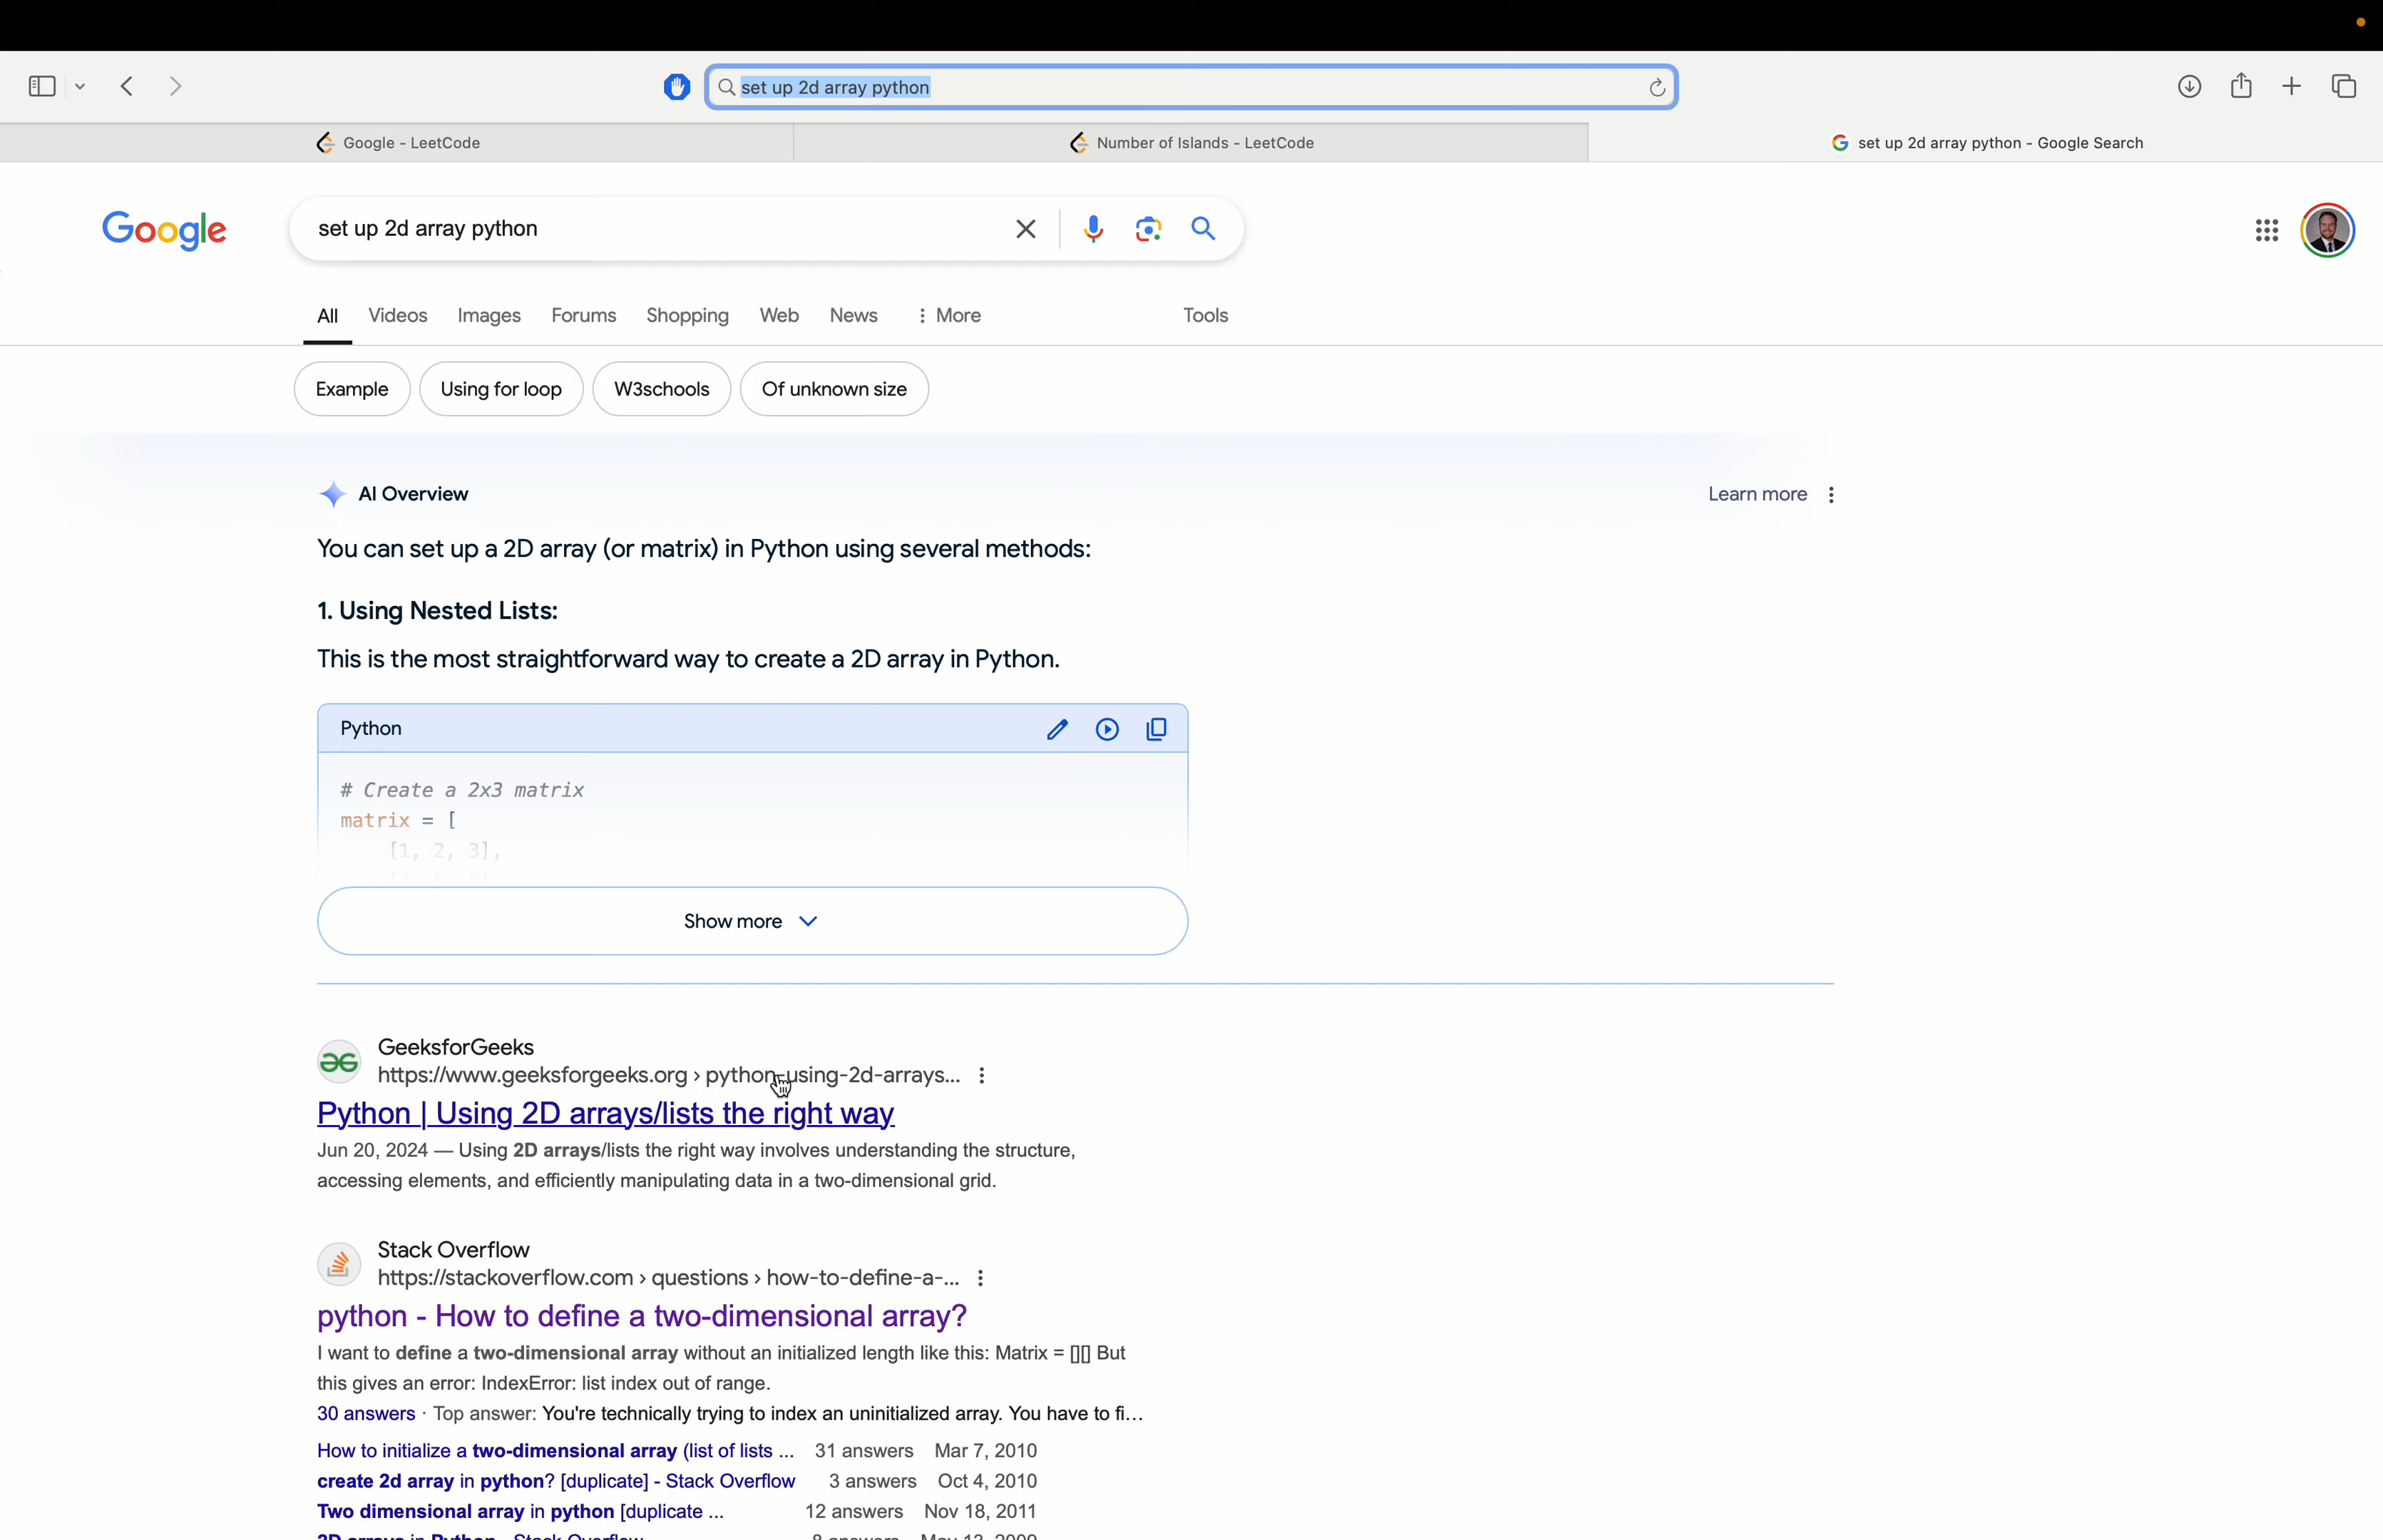 set up 2d array python
Google - LeetCode
Number of Islands - LeetCode
set up 2d array python - Google Search
Google
set up 2d array python
All Videos Images Forums Shopping Web News More Tools
Example Using for loop W3schools Of unknown size
AI Overview
Learn more
You can set up a 2D array (or matrix) in Python using several methods:
1. Using Nested Lists:
This is the most straightforward way to create a 2D array in Python.
Python
# Create a 2x3 matrix
matrix = [
[1, 2, 3],
Show more
GeeksforGeeks
https://www.geeksforgeeks.org › python-using-2d-arrays...
Python | Using 2D arrays/lists the right way
Jun 20, 2024 — Using 2D arrays/lists the right way involves understanding the structure,
accessing elements, and efficiently manipulating data in a two-dimensional grid.
Stack Overflow
https://stackoverflow.com › questions › how-to-define-a-...
python - How to define a two-dimensional array?
I want to define a two-dimensional array without an initialized length like this: Matrix = [][] But
this gives an error: IndexError: list index out of range.
30 answers · Top answer: You're technically trying to index an uninitialized array. You have to fi...
How to initialize a two-dimensional array (list of lists ... 31 answers Mar 7, 2010
create 2d array in python? [duplicate] - Stack Overflow 3 answers Oct 4, 2010
Two dimensional array in python [duplicate ... 12 answers Nov 18, 2011